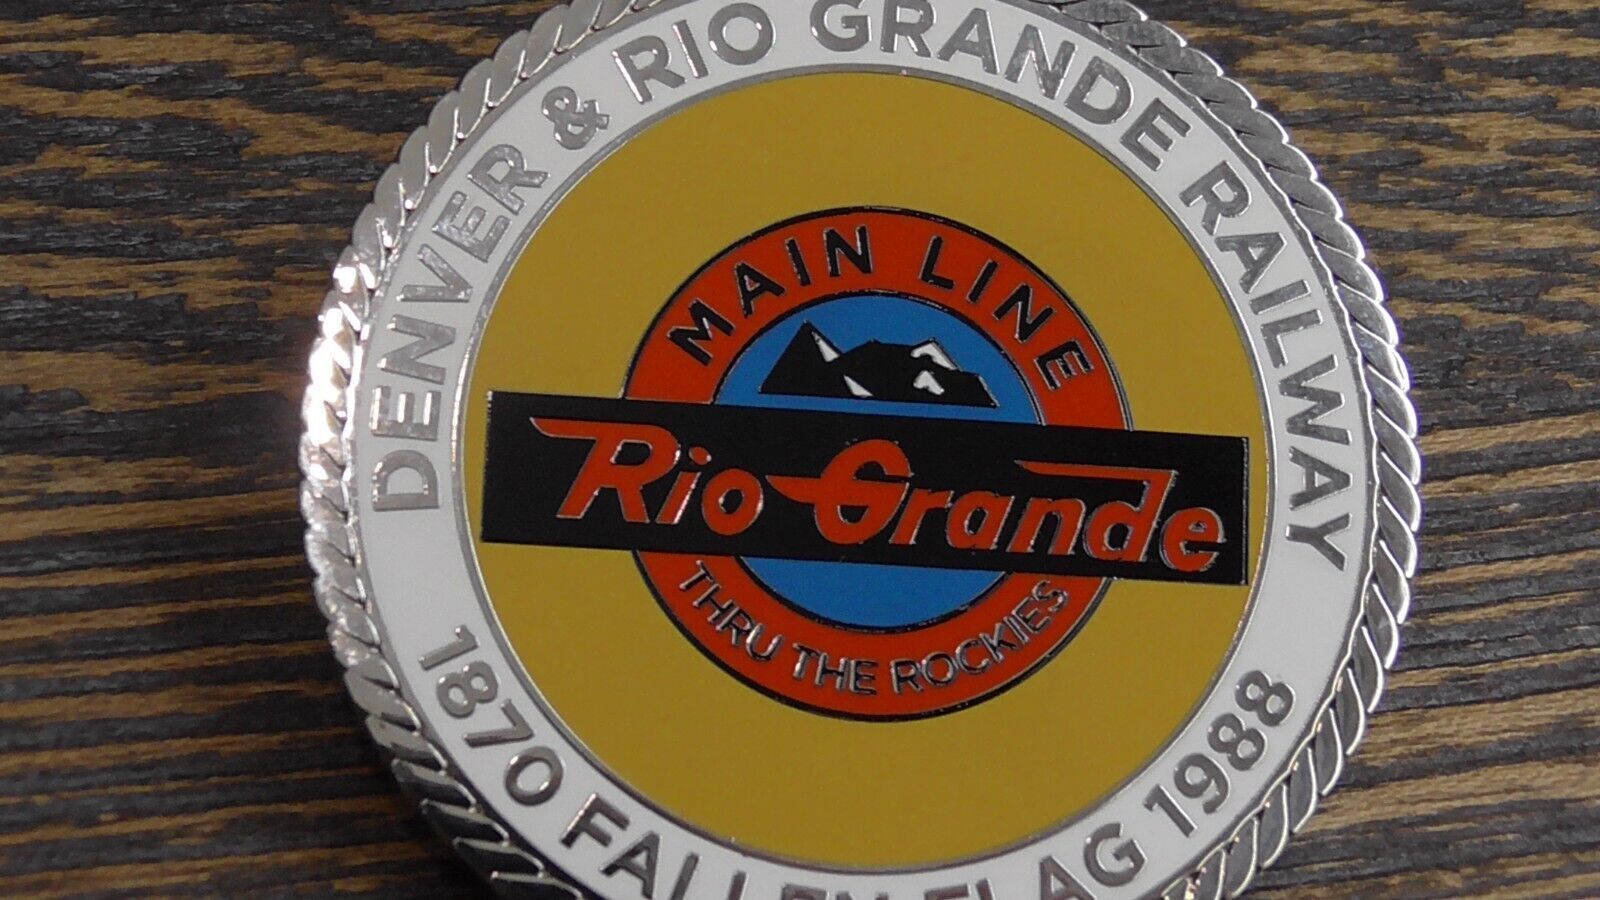 DENVER & RIO GRANDE RAILWAY
MAIN LINE
Rio Grande
THRU THE ROCKIES
1870 FALLEN FLAG 1988